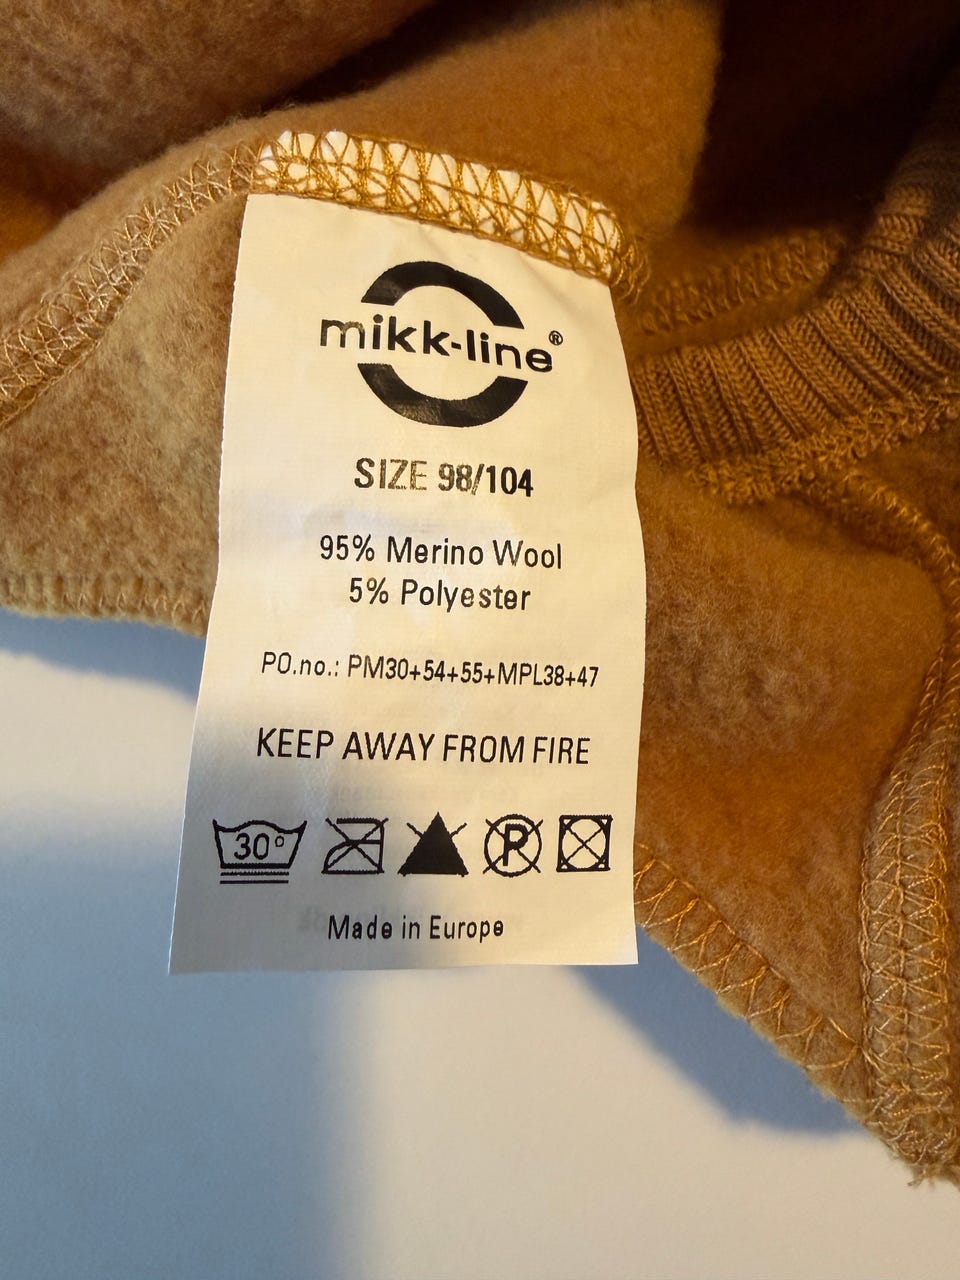 mikk-line®
SIZE 98/104
95% Merino Wool
5% Polyester
PO.no.: PM30+54+55+MPL38+47
KEEP AWAY FROM FIRE
30° P
Made in Europe